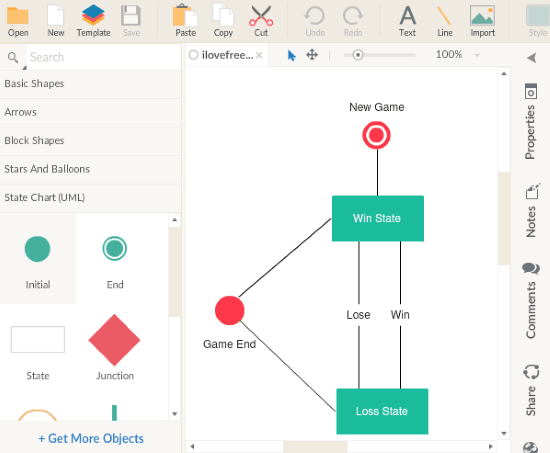 Open New Template Save Paste Copy Cut Undo Redo Text Line Import Style
Search
ilovefree...
100%
Basic Shapes
Arrows
Block Shapes
Stars And Balloons
State Chart (UML)
Initial
End
State
Junction
+ Get More Objects
New Game
Win State
Lose
Win
Game End
Loss State
Properties
Notes
Comments
Share